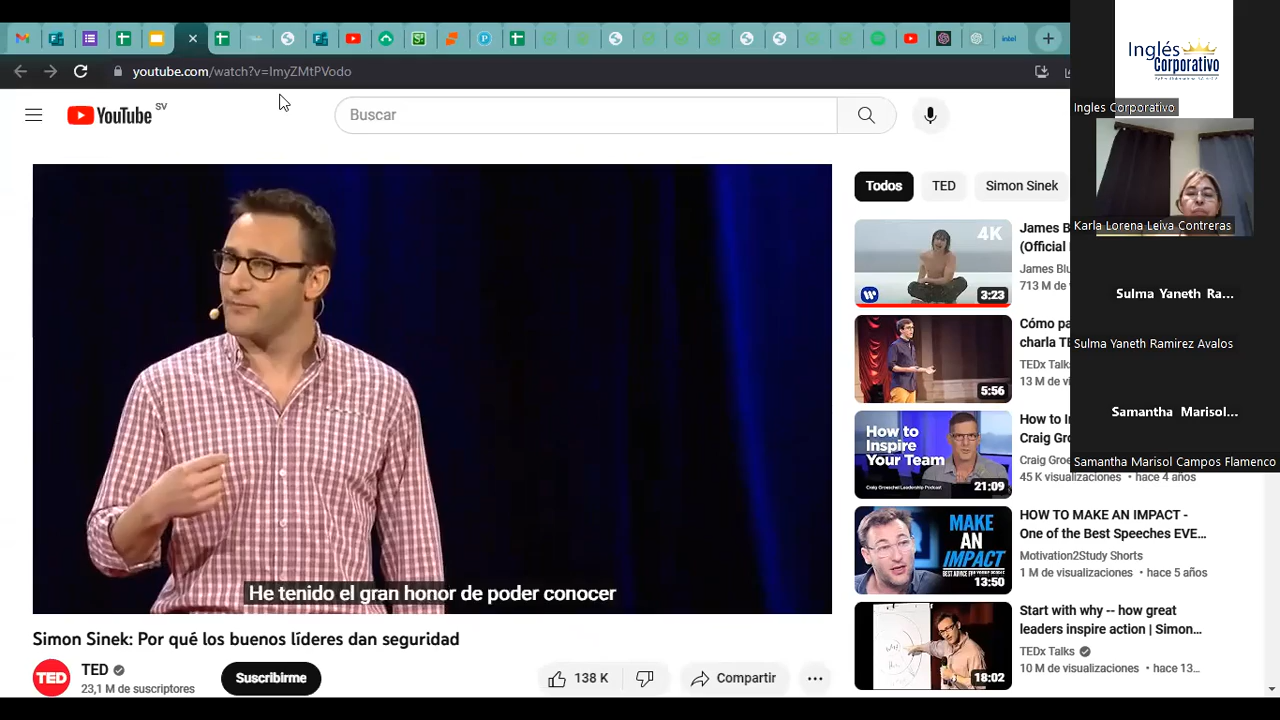 youtube.com/watch?v=ImyZMtPVodo
YouTube SV
Buscar
He tenido el gran honor de poder conocer
Simon Sinek: Por qué los buenos líderes dan seguridad
TED
23,1 M de suscriptores
Suscribirme
138 K
Compartir
Todos
TED
Simon Sinek
4K
3:23
James B
(Official
James Blu
713 M de
5:56
Cómo pa
charla TE
TEDx Talks
13 M de vi
How to
Inspire
Your Team
Craig Groeschel Leadership Podcast
21:09
How to I
Craig Gro
Craig Groe
45 K visualizaciones • hace 4 años
MAKE
AN
IMPACT
13:50
HOW TO MAKE AN IMPACT -
One of the Best Speeches EVE...
Motivation2Study Shorts
1 M de visualizaciones • hace 5 años
18:02
Start with why -- how great
leaders inspire action | Simon...
TEDx Talks
10 M de visualizaciones • hace 13...
Inglés
Corporativo
Ingles Corporativo
Karla Lorena Leiva Contreras
Sulma Yaneth Ra...
Sulma Yaneth Ramirez Avalos
Samantha Marisol...
Samantha Marisol Campos Flamenco
intel